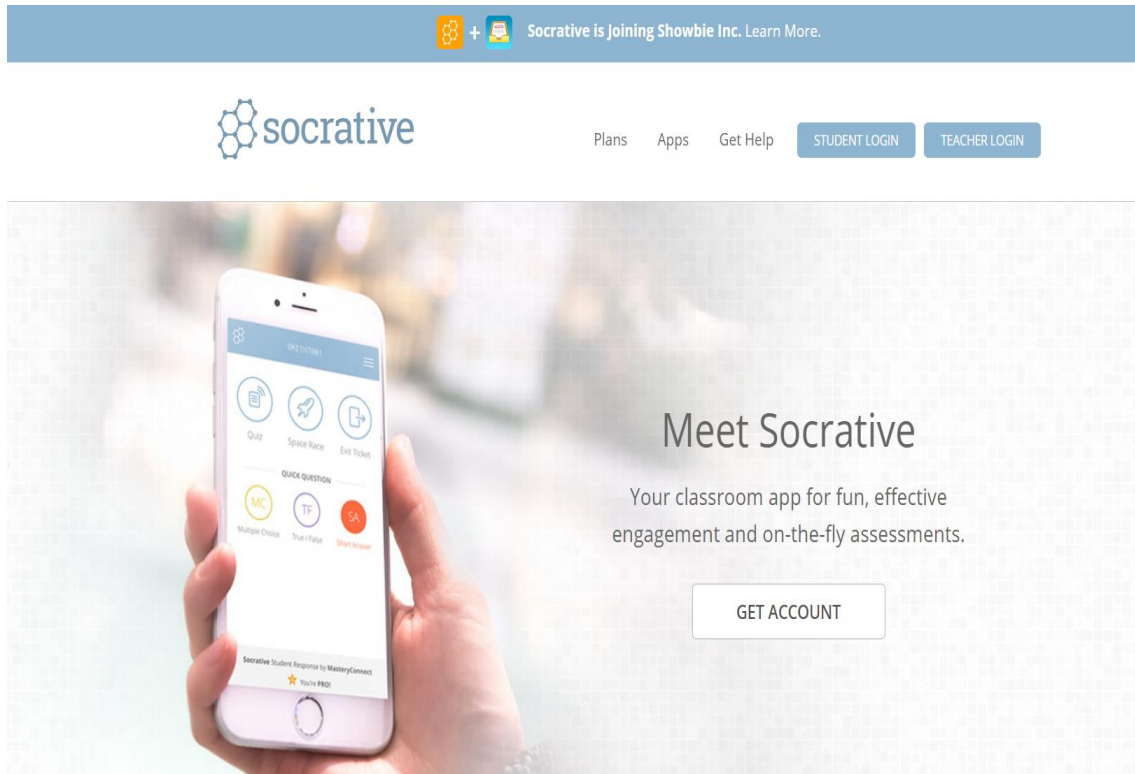 + Socrative is Joining Showbie Inc. Learn More.
socrative
Plans Apps Get Help STUDENT LOGIN TEACHER LOGIN
SMITH7001
Quiz Space Race Exit Ticket
QUICK QUESTION
MC TF SA
Multiple Choice True / False Short Answer
Socrative Student Response by MasteryConnect
You're PRO!
Meet Socrative
Your classroom app for fun, effective
engagement and on-the-fly assessments.
GET ACCOUNT